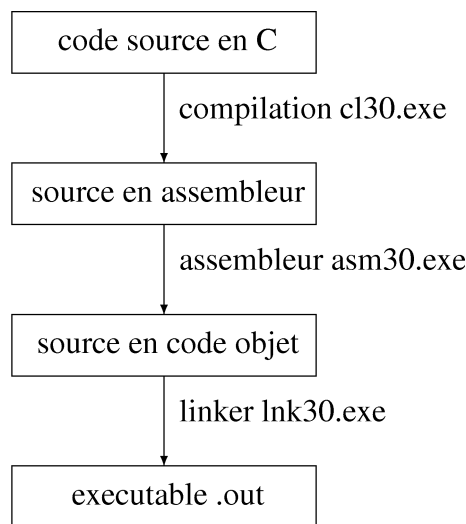 code source en C
compilation cl30.exe
source en assembleur
assembleur asm30.exe
source en code objet
linker lnk30.exe
executable .out